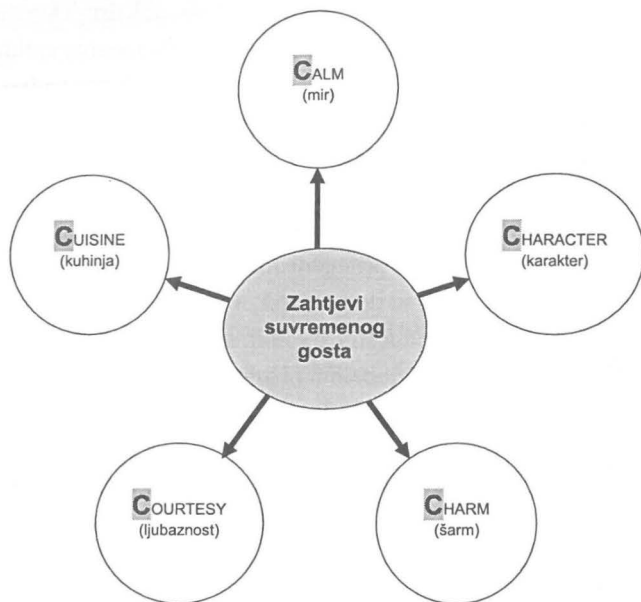 CALM
(mir)
CUISINE
(kuhinja)
CHARACTER
(karakter)
Zahtjevi
suvremenog
gosta
COURTESY
(ljubaznost)
CHARM
(šarm)